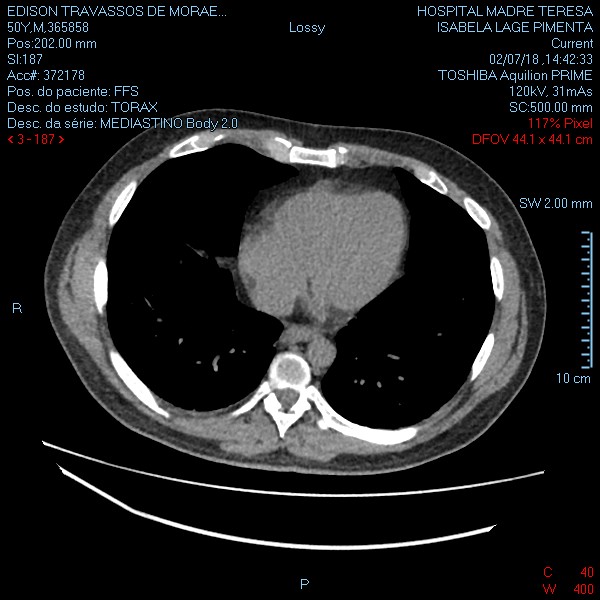 EDISON TRAVASSOS DE MORAE...
50Y,M,365858
Pos:202.00 mm
SI:187
Acc#: 372178
Pos. do paciente: FFS
Desc. do estudo: TORAX
Desc. da série: MEDIASTINO Body 2.0
< 3 - 187 >
Lossy
HOSPITAL MADRE TERESA
ISABELA LAGE PIMENTA
Current
02/07/18 ,14:42:33
TOSHIBA Aquilion PRIME
120kV, 31mAs
SC:500.00 mm
117% Pixel
DFOV 44.1 x 44.1 cm
SW 2.00 mm
R
10 cm
P
C 40
W 400